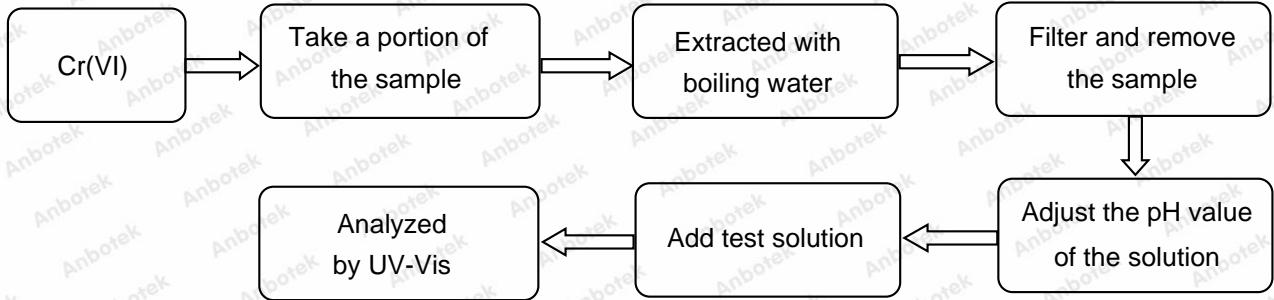 Cr(VI)
Take a portion of
the sample
Extracted with
boiling water
Filter and remove
the sample
Adjust the pH value
of the solution
Add test solution
Analyzed
by UV-Vis
Anbotek